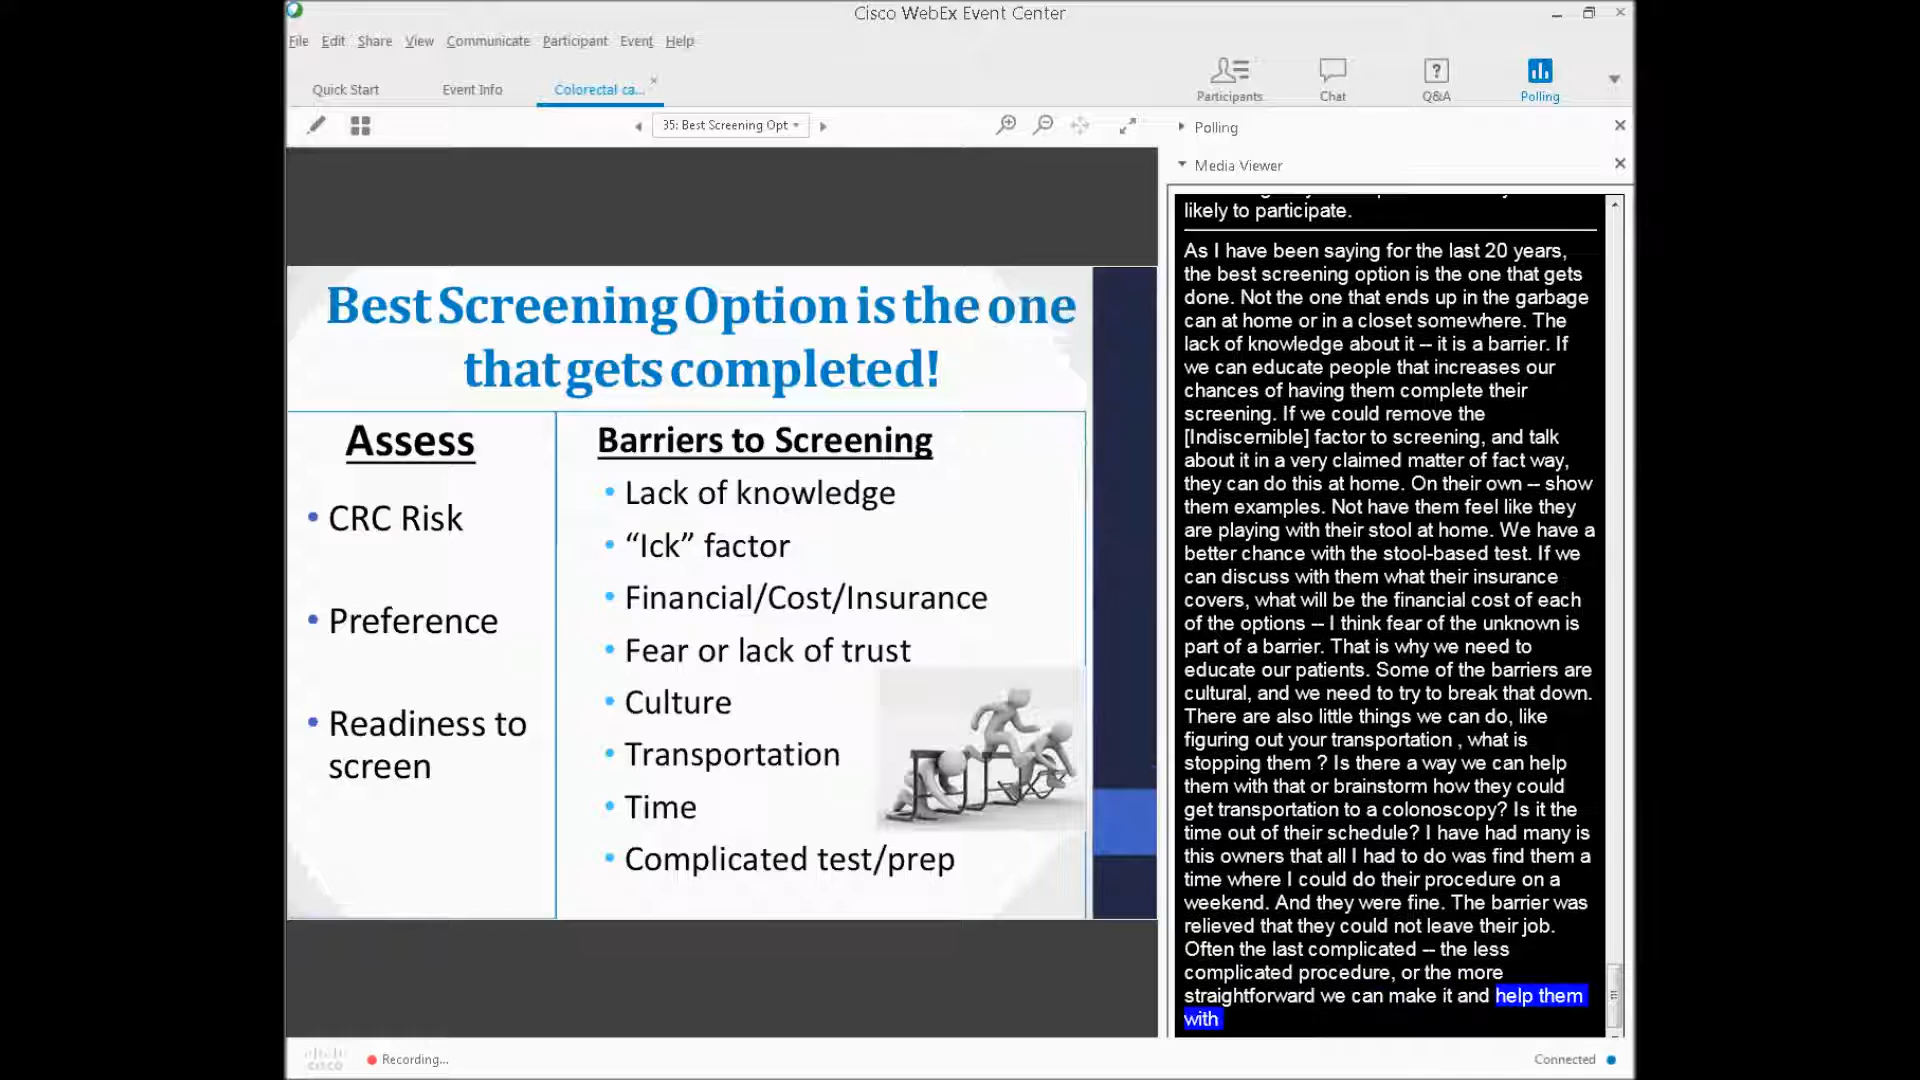 Cisco WebEx Event Center
File Edit Share View Communicate Participant Event Help
Quick Start Event Info Colorectal ca...
Participants Chat Q&A Polling
35: Best Screening Opt
Polling
Media Viewer
Best Screening Option is the one
that gets completed!
Assess
• CRC Risk
• Preference
• Readiness to
screen
Barriers to Screening
• Lack of knowledge
• “Ick” factor
• Financial/Cost/Insurance
• Fear or lack of trust
• Culture
• Transportation
• Time
• Complicated test/prep
likely to participate.
As I have been saying for the last 20 years,
the best screening option is the one that gets
done. Not the one that ends up in the garbage
can at home or in a closet somewhere. The
lack of knowledge about it -- it is a barrier. If
we can educate people that increases our
chances of having them complete their
screening. If we could remove the
[Indiscernible] factor to screening, and talk
about it in a very claimed matter of fact way,
they can do this at home. On their own -- show
them examples. Not have them feel like they
are playing with their stool at home. We have a
better chance with the stool-based test. If we
can discuss with them what their insurance
covers, what will be the financial cost of each
of the options -- I think fear of the unknown is
part of a barrier. That is why we need to
educate our patients. Some of the barriers are
cultural, and we need to try to break that down.
There are also little things we can do, like
figuring out your transportation , what is
stopping them ? Is there a way we can help
them with that or brainstorm how they could
get transportation to a colonoscopy? Is it the
time out of their schedule? I have had many is
this owners that all I had to do was find them a
time where I could do their procedure on a
weekend. And they were fine. The barrier was
relieved that they could not leave their job.
Often the last complicated -- the less
complicated procedure, or the more
straightforward we can make it and help them
with
cisco
Recording...
Connected